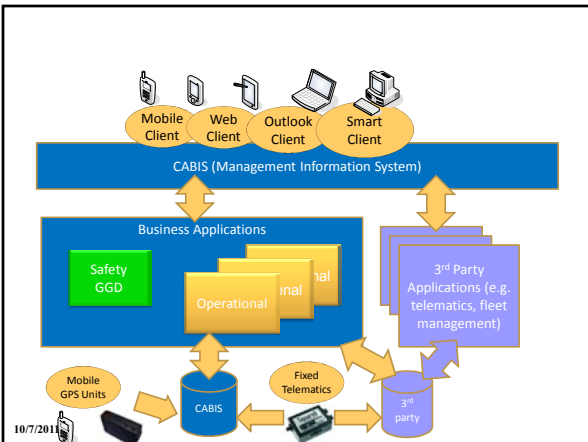 Mobile
Client
Web
Client
Outlook
Client
Smart
Client
CABIS (Management Information System)
Business Applications
Safety
GGD
Operational
3rd Party
Applications (e.g.
telematics, fleet
management)
Mobile
GPS Units
CABIS
Fixed
Telematics
3rd
party